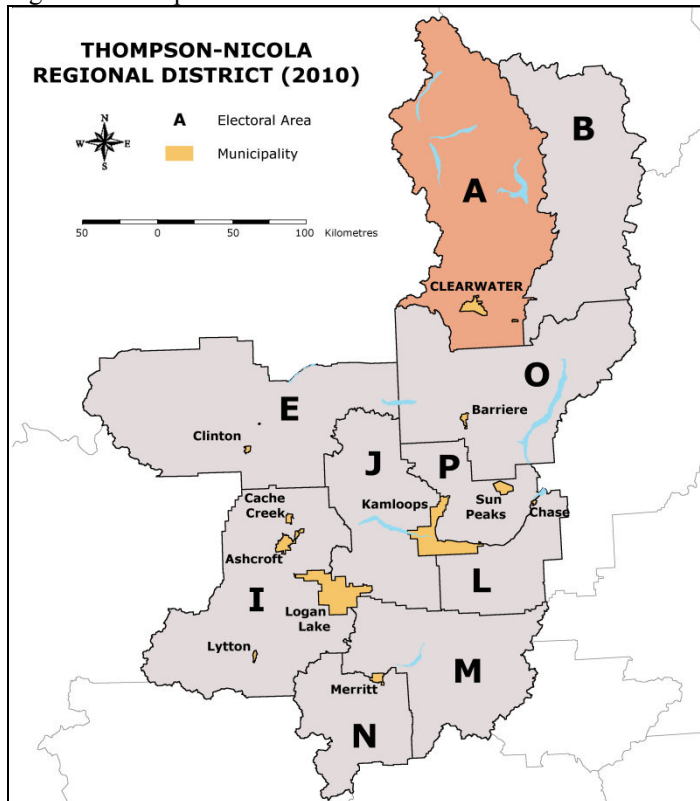 THOMPSON-NICOLA
REGIONAL DISTRICT (2010)
N
W E
S
A Electoral Area
Municipality
50 0 50 100 Kilometres
B
A
CLEARWATER
O
E
Barriere
Clinton
J
P
Cache
Creek
Kamloops
Sun
Peaks
Chase
Ashcroft
I
L
Logan
Lake
Lytton
M
Merritt
N